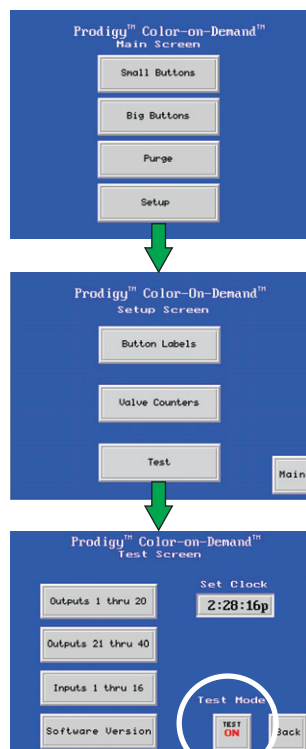 Prodigy™ Color-on-Demand™
Main Screen
Small Buttons
Big Buttons
Purge
Setup
Prodigy™ Color-On-Demand™
Setup Screen
Button Labels
Valve Counters
Test
Main
Prodigy™ Color-on-Demand™
Test Screen
Set Clock
Outputs 1 thru 20
2:28:16p
Outputs 21 thru 40
Inputs 1 thru 16
Test Mode
Software Version
TEST
ON
Back